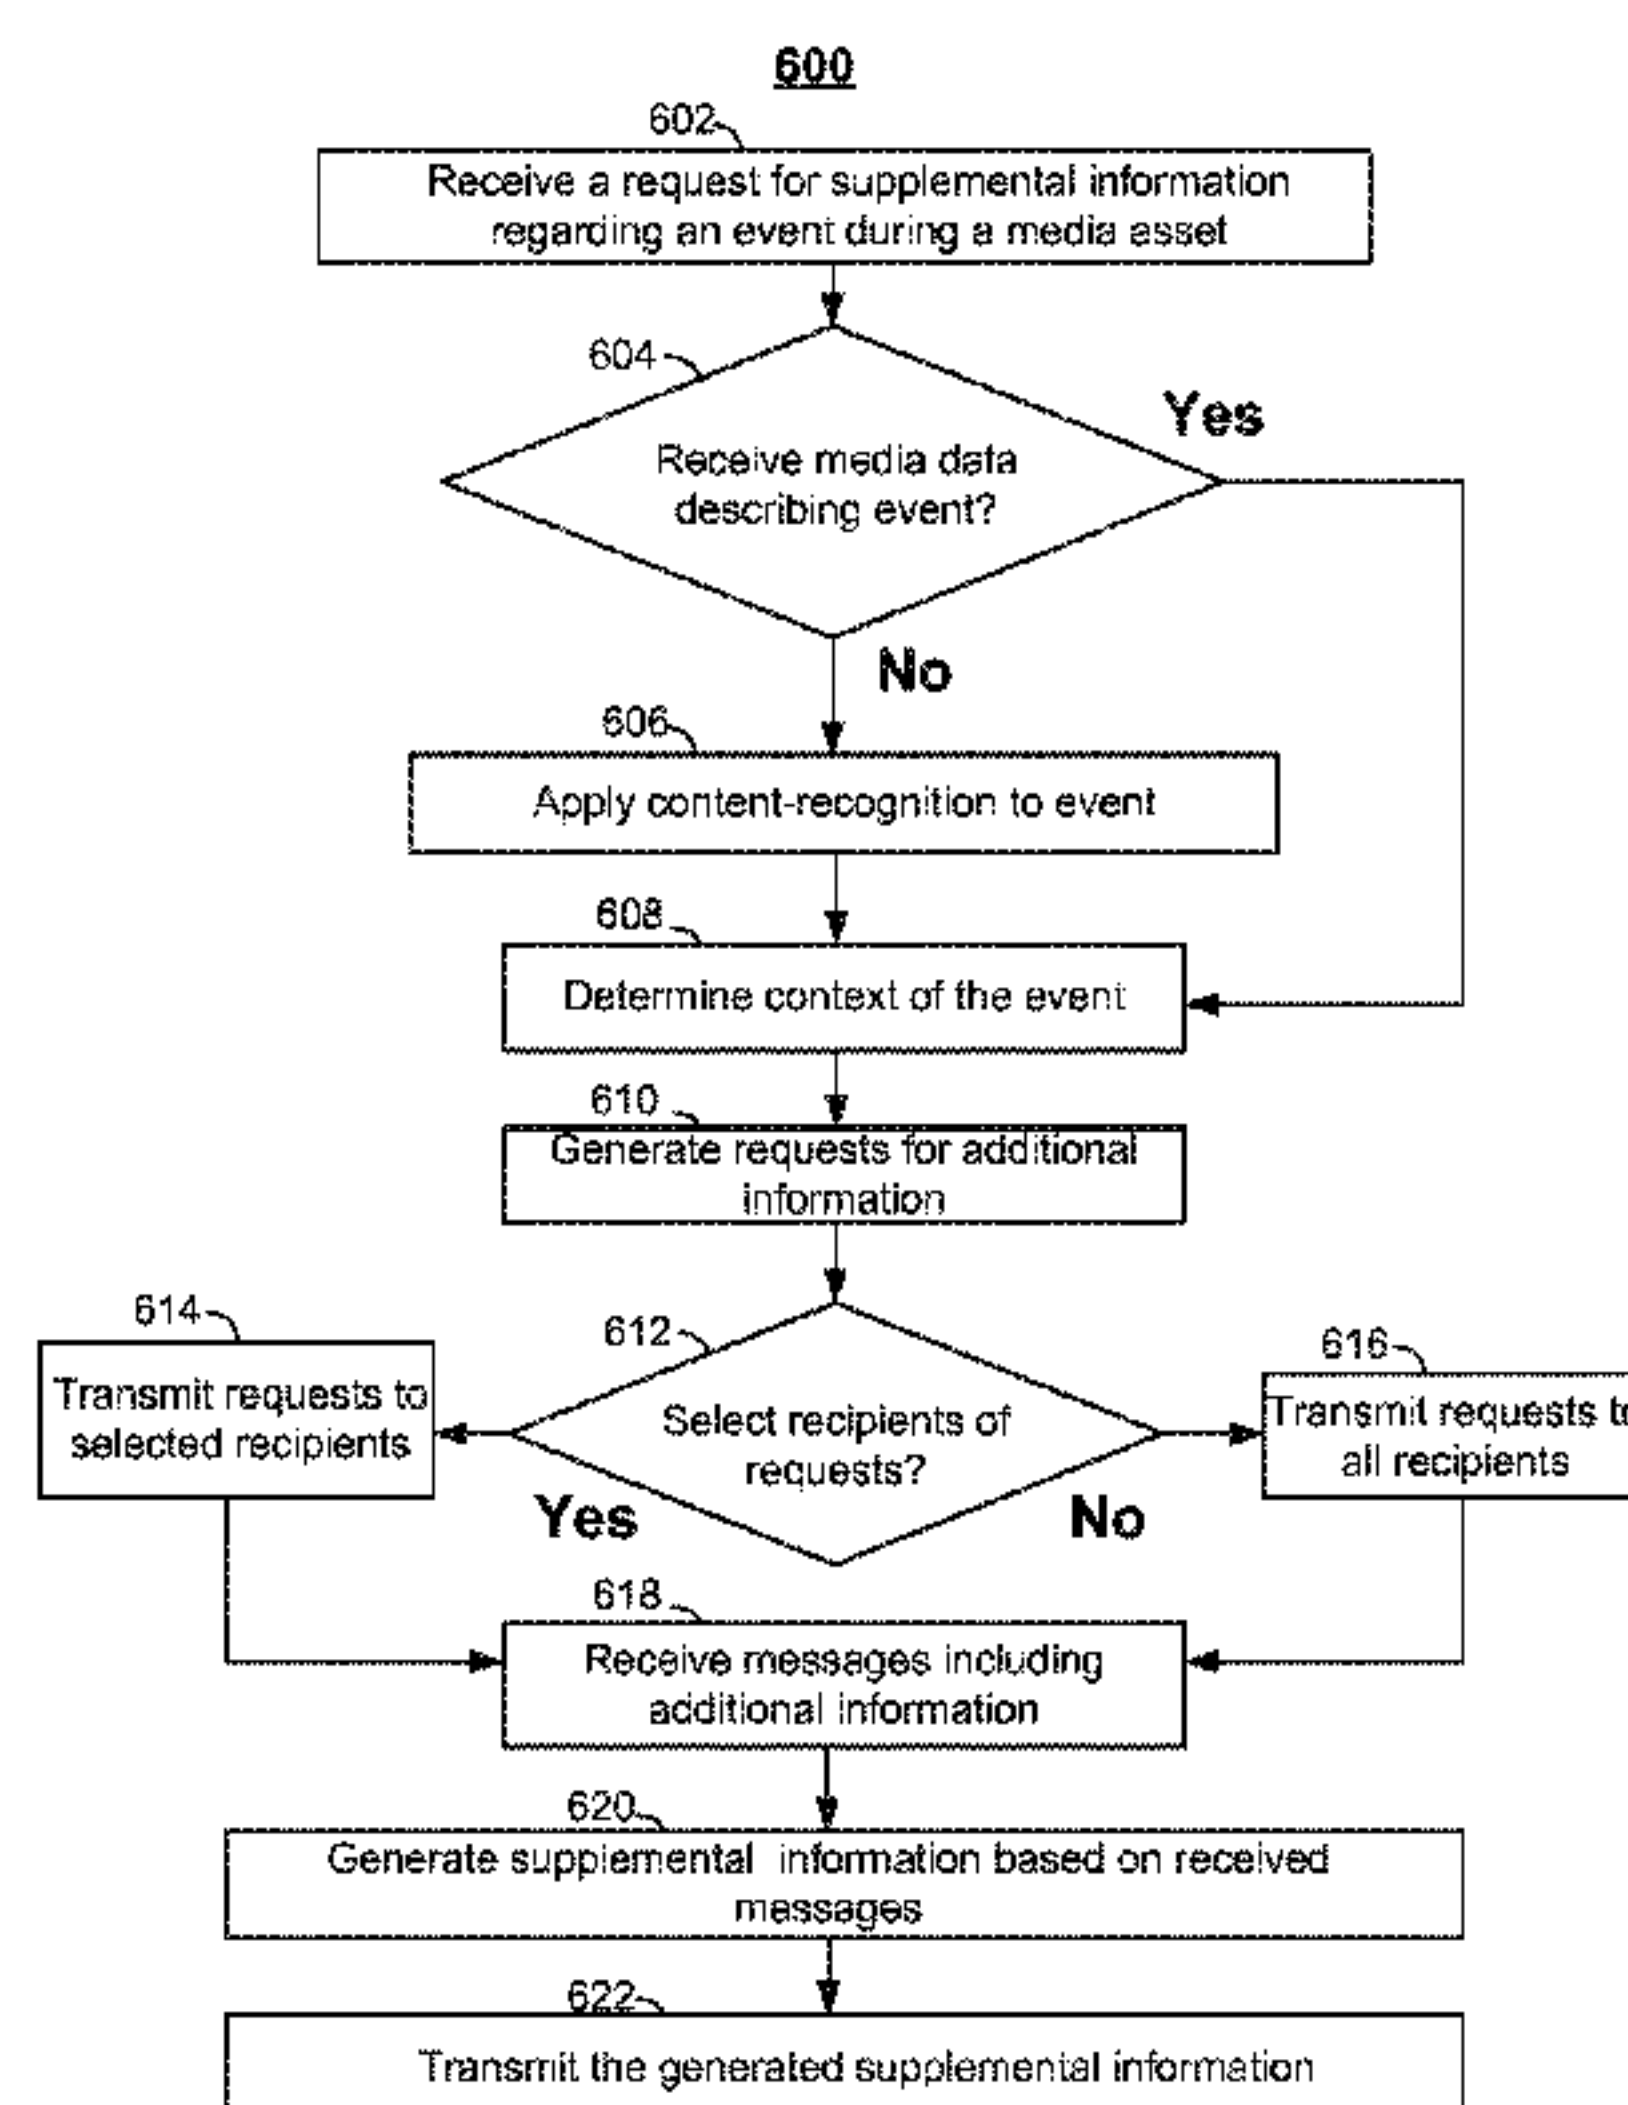 600
602
Receive a request for supplemental information
regarding an event during a media asset
604
Yes
Receive media data
describing event?
No
606
Apply content-recognition to event
608
Determine context of the event
610
Generate requests for additional
information
614
612
616
Transmit requests to
selected recipients
Select recipients of
requests?
Transmit requests to
all recipients
Yes
No
618
Receive messages including
additional information
620
Generate supplemental information based on received
messages
622
Transmit the generated supplemental information